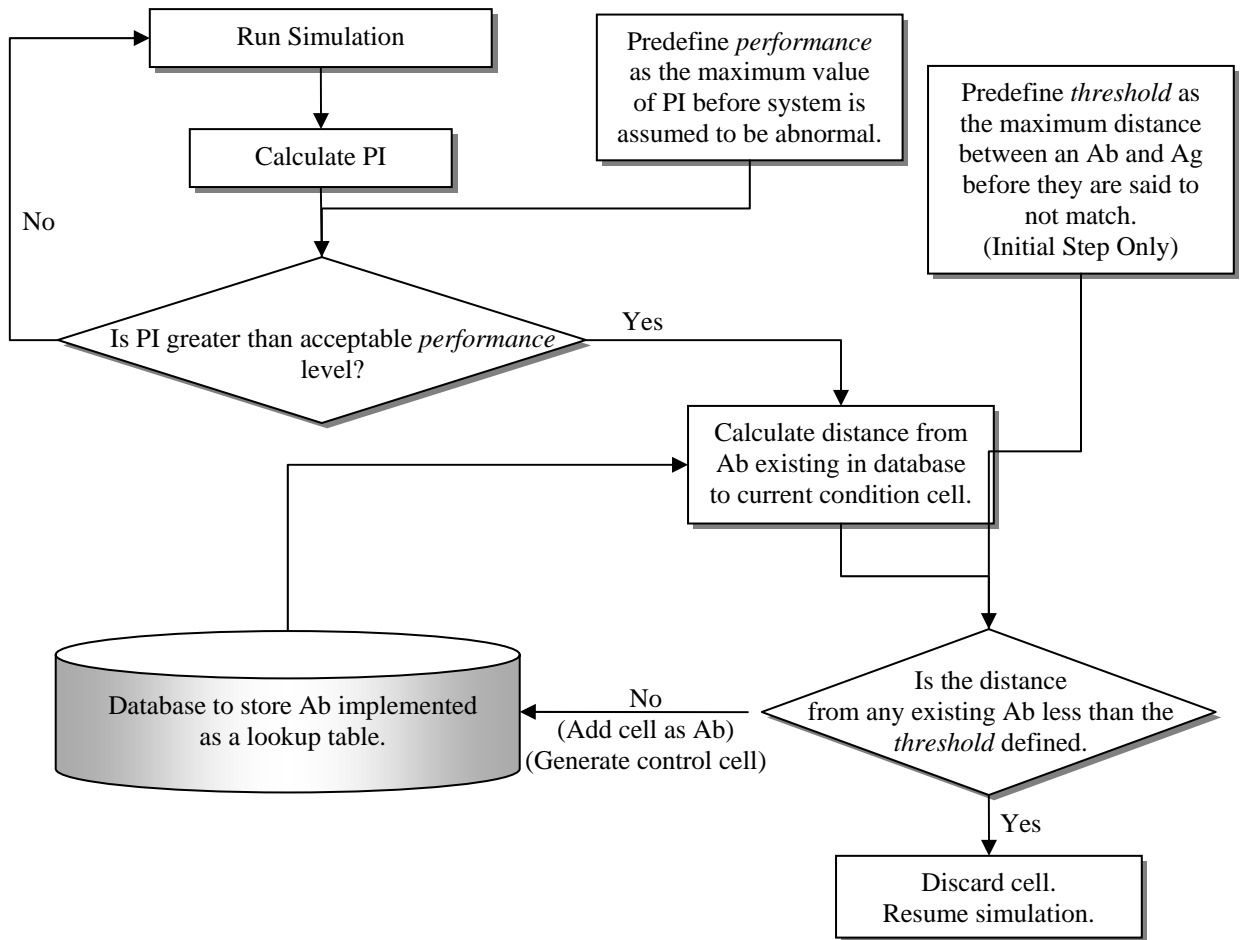 Run Simulation
Predefine performance
as the maximum value
of PI before system is
assumed to be abnormal.
Predefine threshold as
the maximum distance
between an Ab and Ag
before they are said to
not match.
(Initial Step Only)
Calculate PI
No
Is PI greater than acceptable performance
level?
Yes
Calculate distance from
Ab existing in database
to current condition cell.
Database to store Ab implemented
as a lookup table.
No
(Add cell as Ab)
(Generate control cell)
Is the distance
from any existing Ab less than the
threshold defined.
Yes
Discard cell.
Resume simulation.